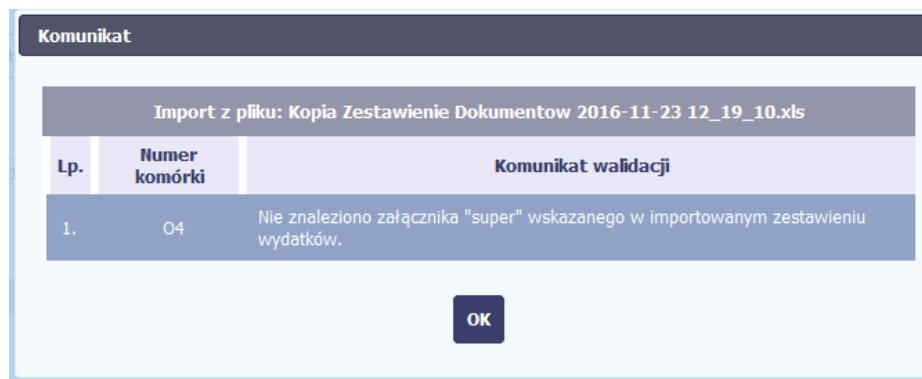 Komunikat
Import z pliku: Kopia Zestawienie Dokumentow 2016-11-23 12_19_10.xls
Lp.
Numer
komórki
Komunikat walidacji
1.
O4
Nie znaleziono załącznika "super" wskazanego w importowanym zestawieniu
wydatków.
OK